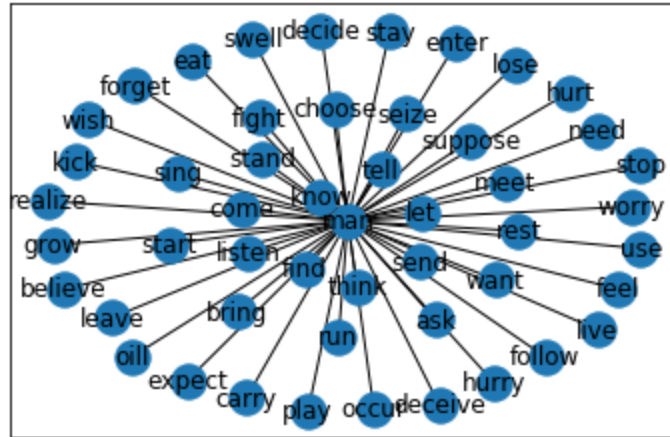 swell
decide
stay
enter
eat
lose
forget
hurt
wish
fight
choose
seize
need
kick
sing
stand
tell
suppose
meet
stop
realize
come
know
man
let
rest
worry
grow
start
listen
find
send
use
believe
think
want
feel
leave
bring
run
ask
live
oill
follow
expect
carry
play
occur
deceive
hurry